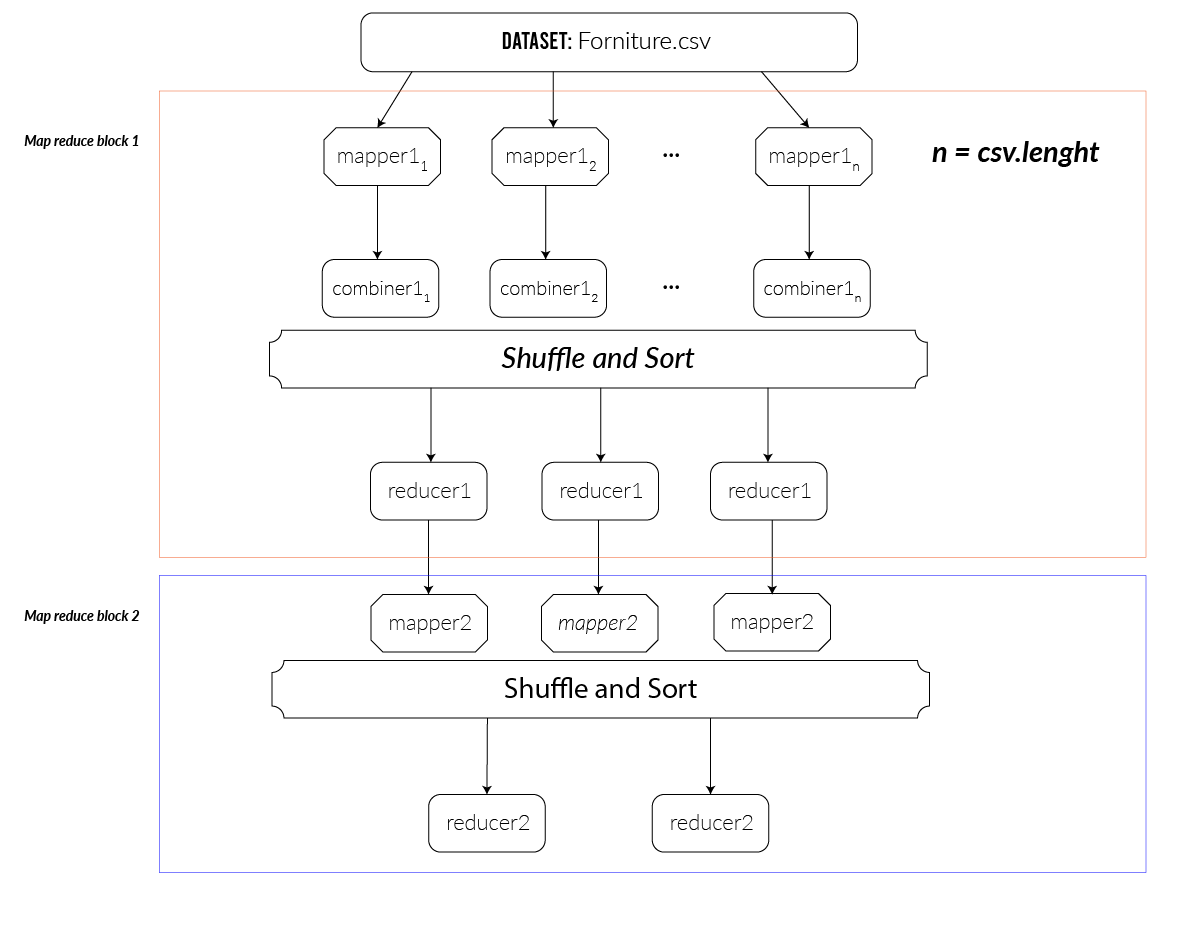 DATASET: Forniture.csv
Map reduce block 1
mapper1₁ mapper1₂ ... mapper1ₙ n = csv.lenght
combiner1₁ combiner1₂ ... combiner1ₙ
Shuffle and Sort
reducer1 reducer1 reducer1
Map reduce block 2
mapper2 mapper2 mapper2
Shuffle and Sort
reducer2 reducer2